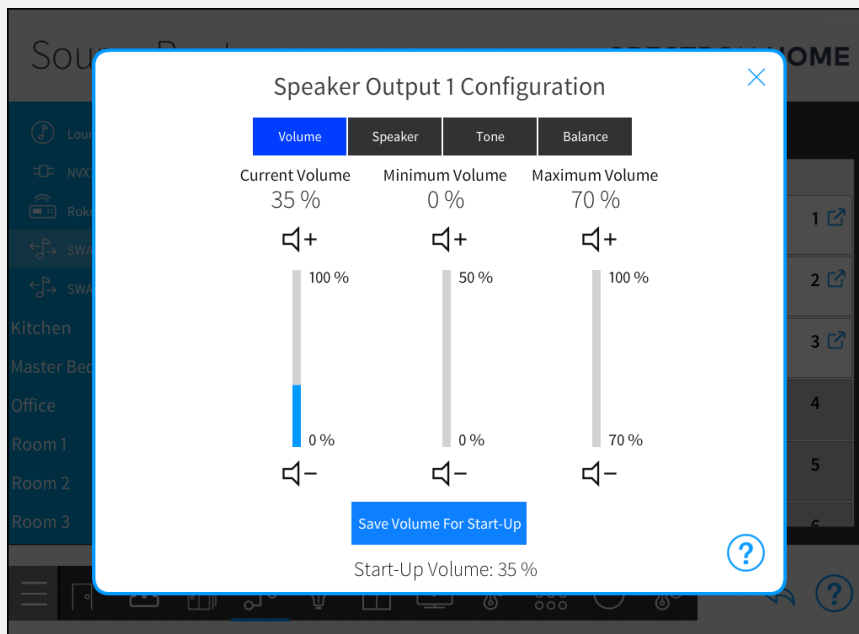 Speaker Output 1 Configuration
Volume Speaker Tone Balance
Current Volume Minimum Volume Maximum Volume
35 % 0 % 70 %
100 % 50 % 100 %
0 % 0 % 70 %
Save Volume For Start-Up
Start-Up Volume: 35 %
?
OME
Kitchen
Office
Room 1
Room 2
Room 3
Master
1
2
3
4
5
?